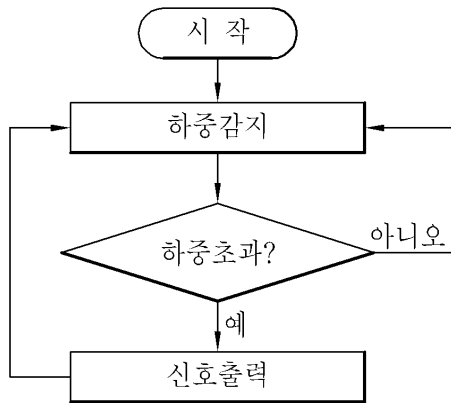 시 작
하중감지
하중초과?
아니오
예
신호출력